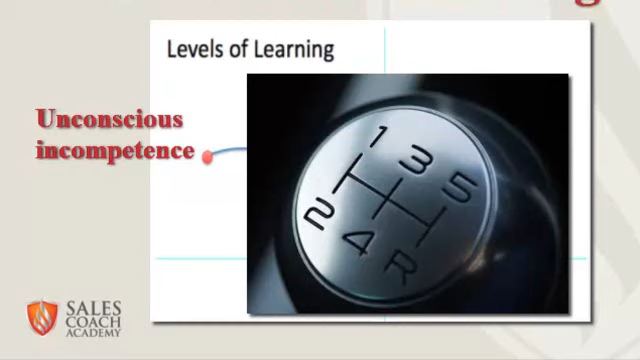 Levels of Learning
Unconscious
incompetence
1 3 5
2 4 R
SALES
COACH
ACADEMY